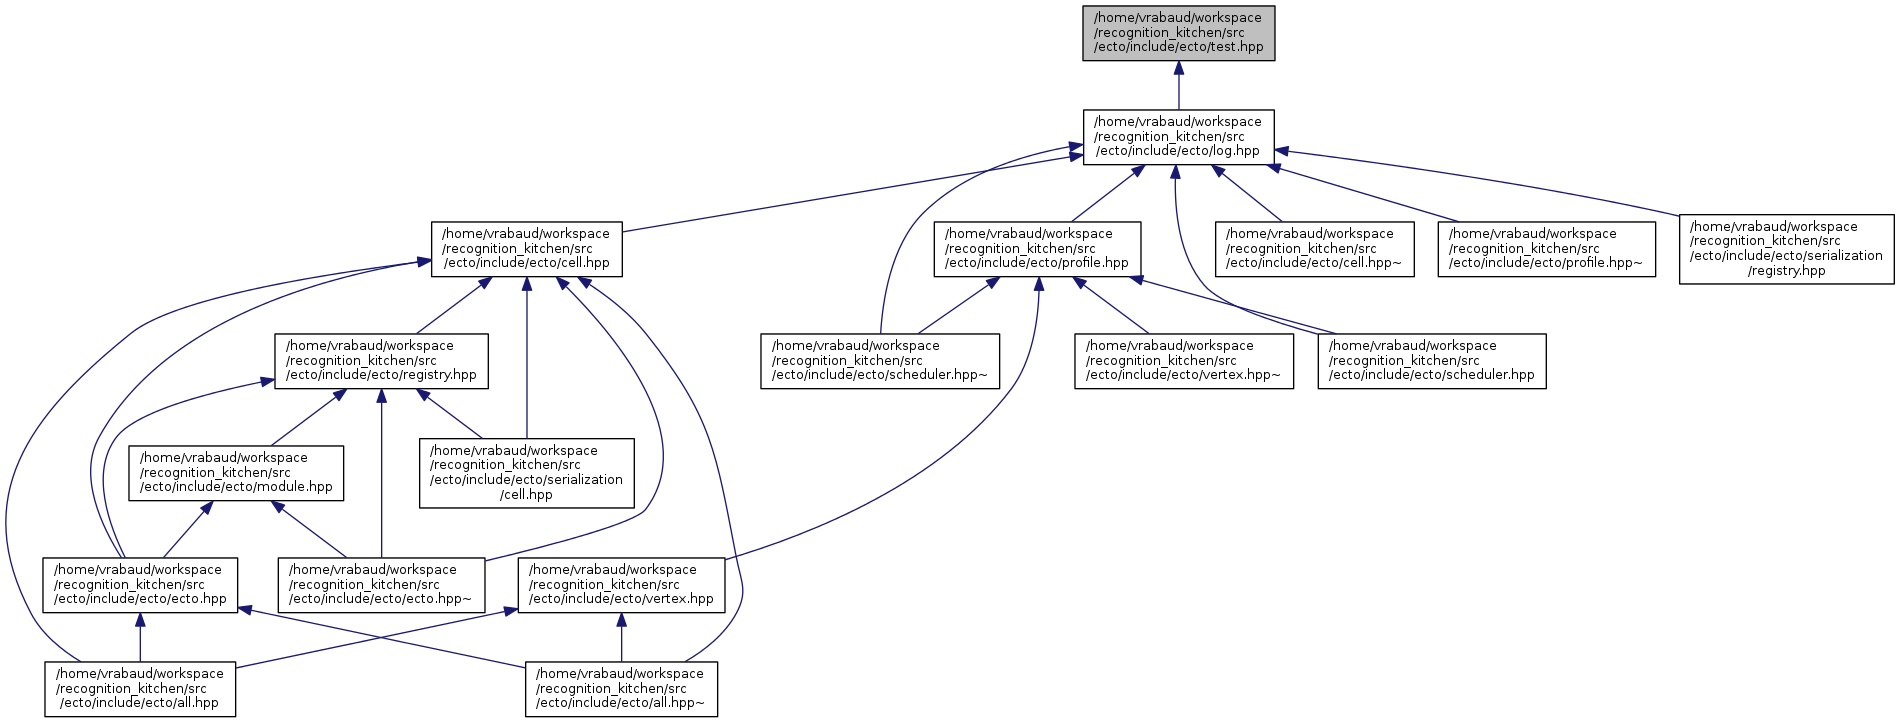 /home/vrabaud/workspace
/recognition_kitchen/src
/ecto/include/ecto/test.hpp
/home/vrabaud/workspace
/recognition_kitchen/src
/ecto/include/ecto/log.hpp
/home/vrabaud/workspace
/recognition_kitchen/src
/ecto/include/ecto/cell.hpp
/home/vrabaud/workspace
/recognition_kitchen/src
/ecto/include/ecto/profile.hpp
/home/vrabaud/workspace
/recognition_kitchen/src
/ecto/include/ecto/cell.hpp~
/home/vrabaud/workspace
/recognition_kitchen/src
/ecto/include/ecto/profile.hpp~
/home/vrabaud/workspace
/recognition_kitchen/src
/ecto/include/ecto/serialization
/registry.hpp
/home/vrabaud/workspace
/recognition_kitchen/src
/ecto/include/ecto/registry.hpp
/home/vrabaud/workspace
/recognition_kitchen/src
/ecto/include/ecto/scheduler.hpp~
/home/vrabaud/workspace
/recognition_kitchen/src
/ecto/include/ecto/vertex.hpp~
/home/vrabaud/workspace
/recognition_kitchen/src
/ecto/include/ecto/scheduler.hpp
/home/vrabaud/workspace
/recognition_kitchen/src
/ecto/include/ecto/module.hpp
/home/vrabaud/workspace
/recognition_kitchen/src
/ecto/include/ecto/serialization
/cell.hpp
/home/vrabaud/workspace
/recognition_kitchen/src
/ecto/include/ecto/ecto.hpp
/home/vrabaud/workspace
/recognition_kitchen/src
/ecto/include/ecto/ecto.hpp~
/home/vrabaud/workspace
/recognition_kitchen/src
/ecto/include/ecto/vertex.hpp
/home/vrabaud/workspace
/recognition_kitchen/src
/ecto/include/ecto/all.hpp
/home/vrabaud/workspace
/recognition_kitchen/src
/ecto/include/ecto/all.hpp~